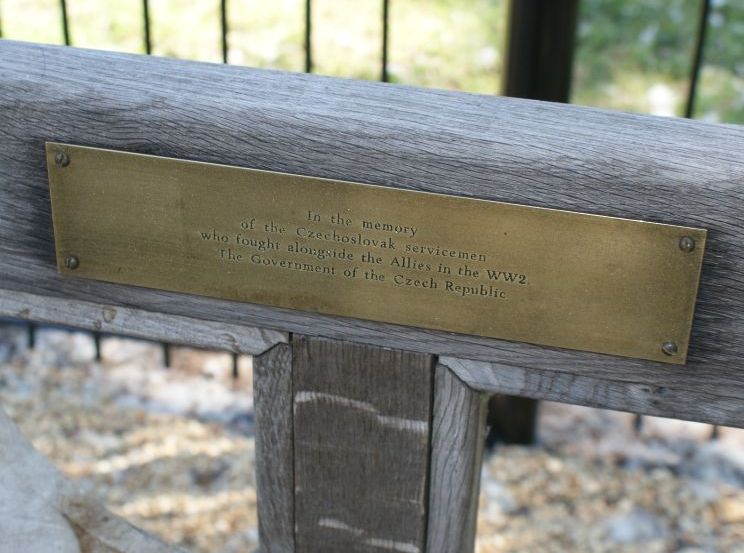 In the memory
of the Czechoslovak servicemen
who fought alongside the Allies in the WW2.
The Government of the Czech Republic